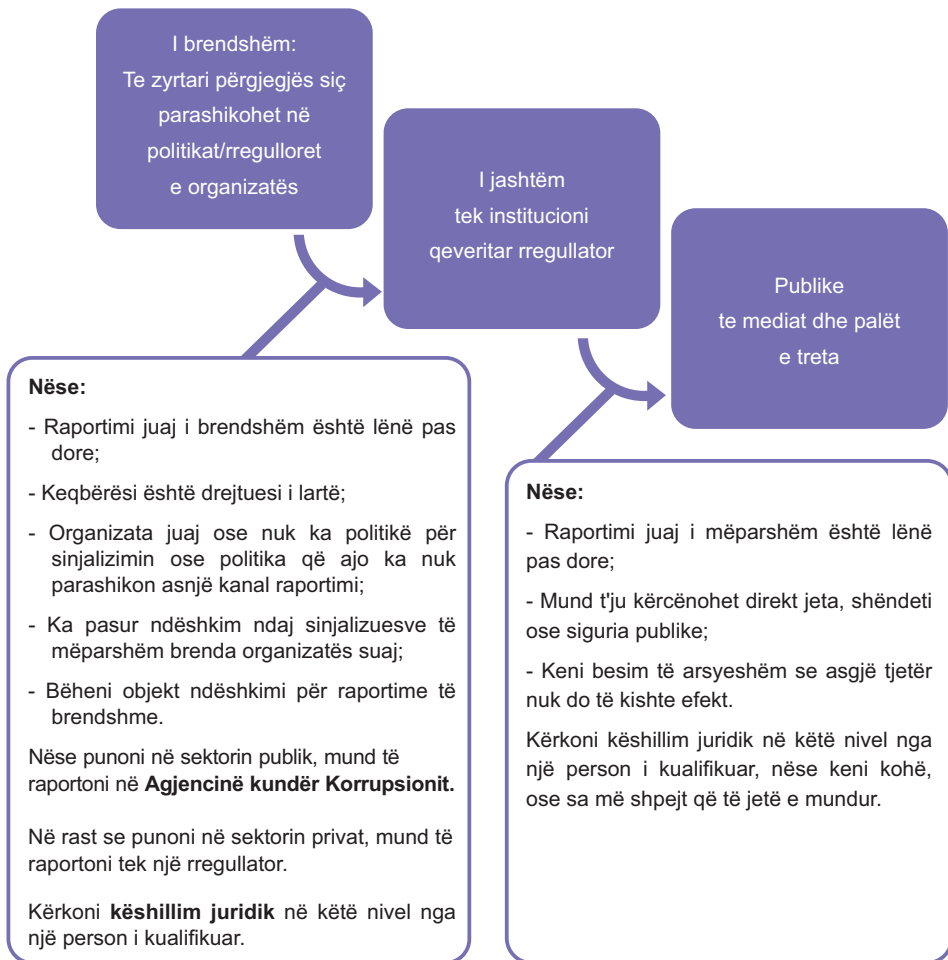 I brendshëm:
Te zyrtari përgjegjës siç
parashikohet në
politikat/rregulloret
e organizatës
I jashtëm
tek institucioni
qeveritar rregullator
Publike
te mediat dhe palët
e treta
Nëse:
- Raportimi juaj i brendshëm është lënë pas
dore;
- Keqbërësi është drejtuesi i lartë;
- Organizata juaj ose nuk ka politikë për
sinjalizimin ose politika që ajo ka nuk
parashikon asnjë kanal raportimi;
- Ka pasur ndëshkim ndaj sinjalizuesve të
mëparshëm brenda organizatës suaj;
- Bëheni objekt ndëshkimi për raportime të
brendshme.
Nëse punoni në sektorin publik, mund të
raportoni në Agjencinë kundër Korrupsionit.
Në rast se punoni në sektorin privat, mund të
raportoni tek një rregullator.
Kërkoni këshillim juridik në këtë nivel nga
një person i kualifikuar.
Nëse:
- Raportimi juaj i mëparshëm është lënë
pas dore;
- Mund t'ju kërcënohet direkt jeta, shëndeti
ose siguria publike;
- Keni besim të arsyeshëm se asgjë tjetër
nuk do të kishte efekt.
Kërkoni këshillim juridik në këtë nivel nga
një person i kualifikuar, nëse keni kohë,
ose sa më shpejt që të jetë e mundur.